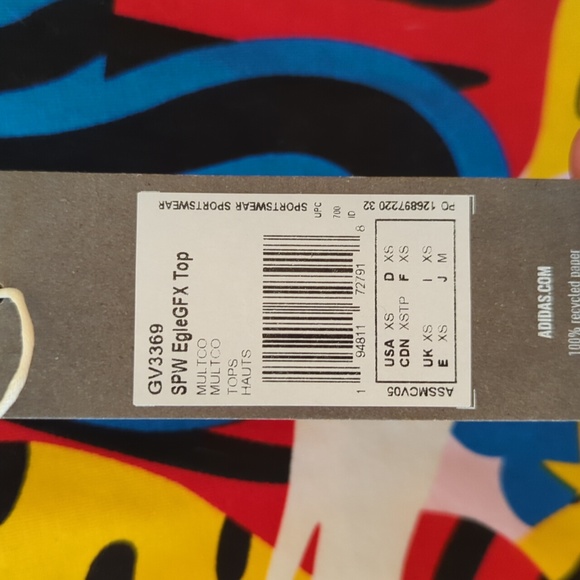 GV3369
SPW EgleGFX Top
MULTCO
MULTCO
TOPS
HAUTS
1 94811 72791 8
UPC
700
ID
SPORTSWEAR SPORTSWEAR SPORTSWEAR
PO 126897220 32
USA XS D XS
CDN XSTP F XS
UK XS I XS
E XS J M
ASSMCV05
ADIDAS.COM
100% recycled paper